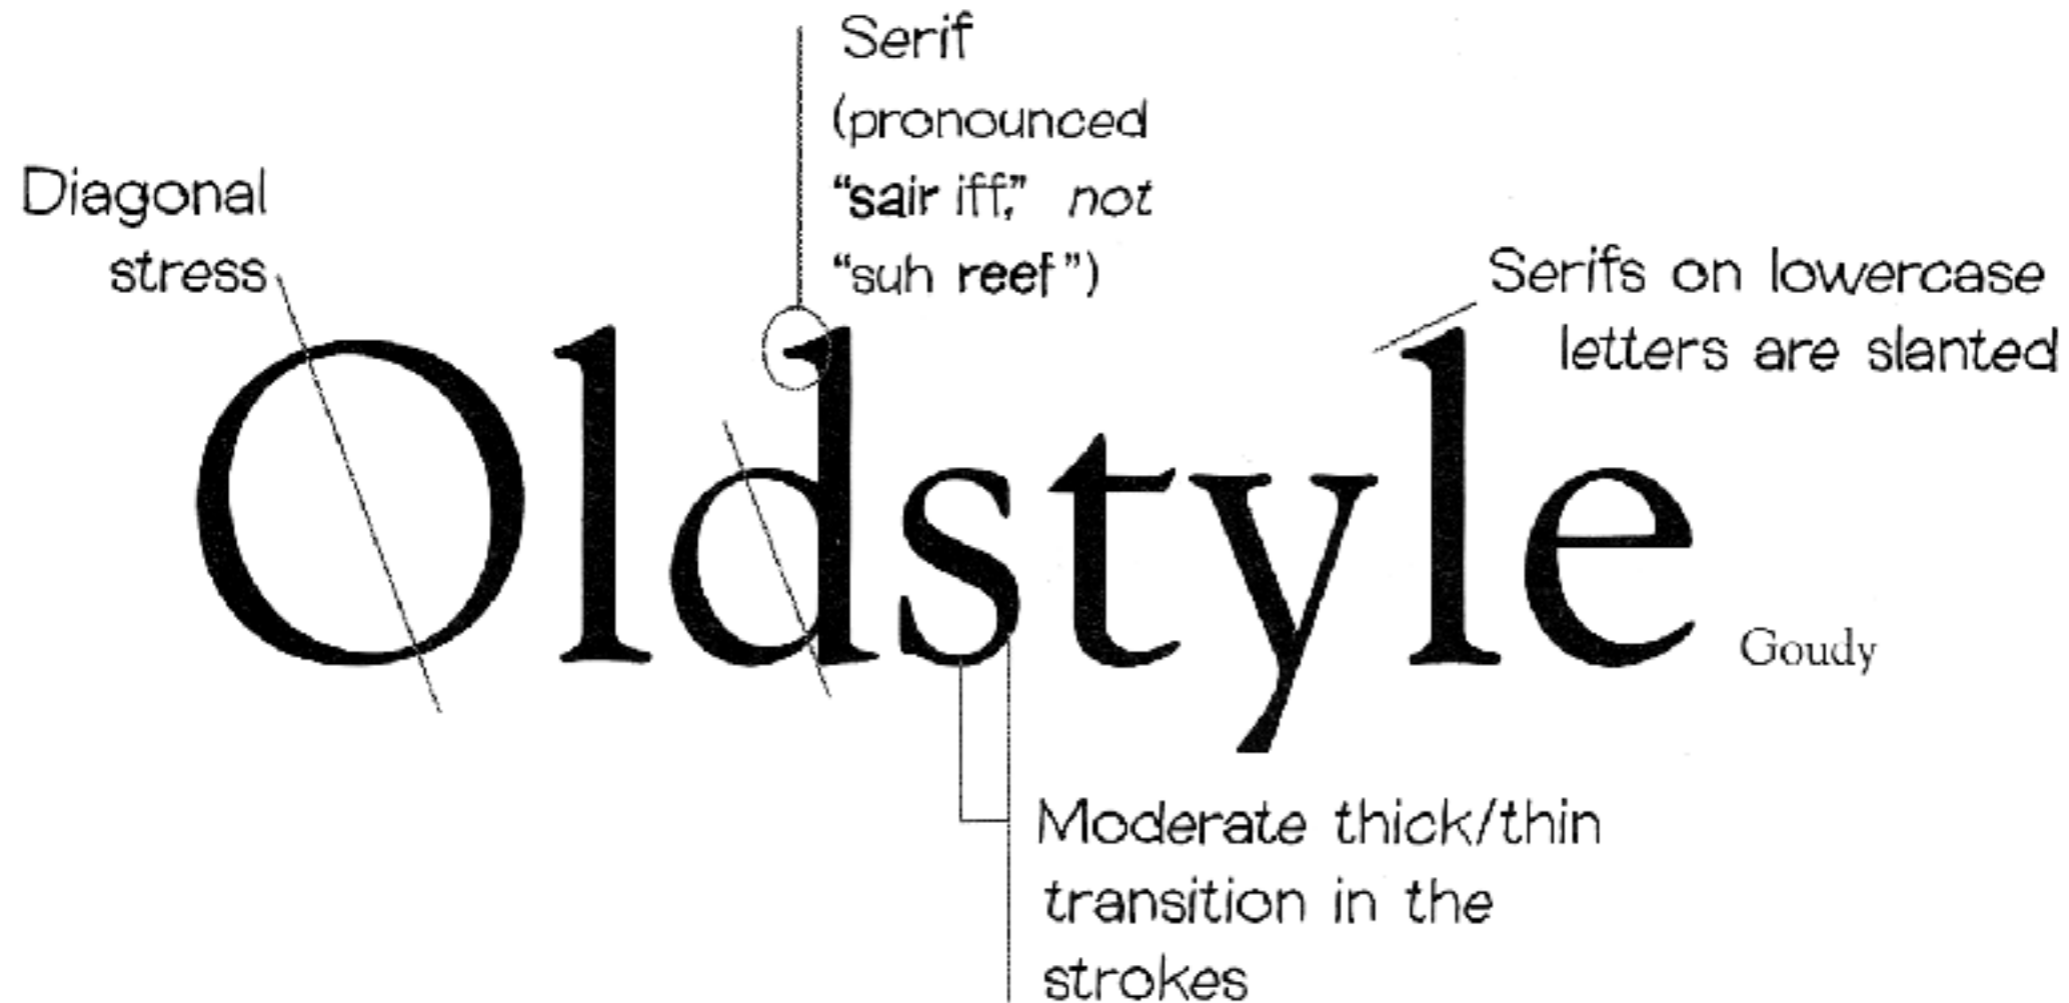 Serif
(pronounced
“sair iff,” not
“suh reef”)
Diagonal
stress
Serifs on lowercase
letters are slanted
Oldstyle
Goudy
Moderate thick/thin
transition in the
strokes